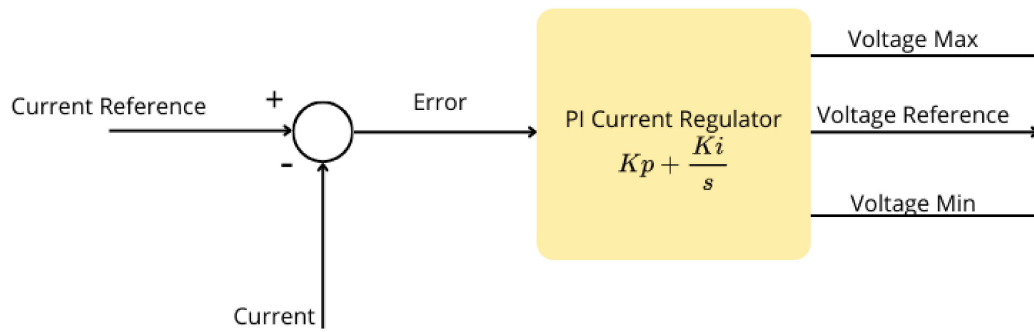 Voltage Max
Current Reference
+
Error
PI Current Regulator
Voltage Reference
Kp + Ki/s
-
Voltage Min
Current